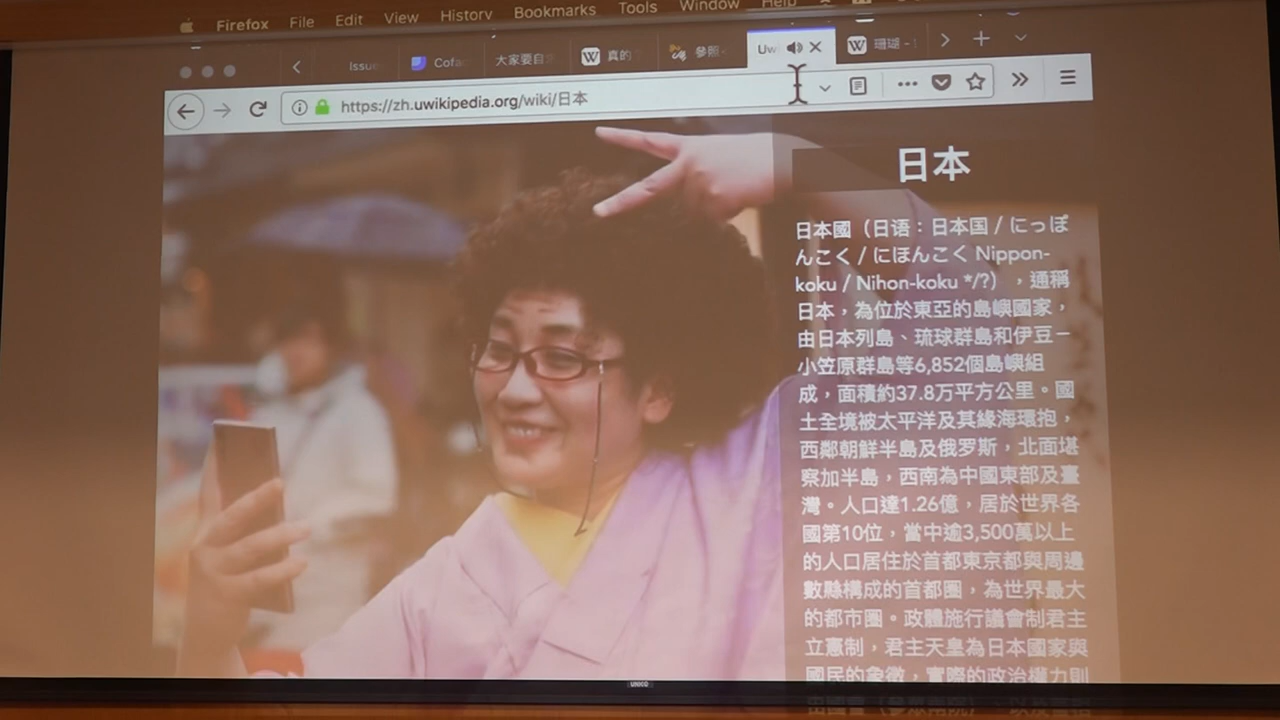 Firefox File Edit View History Bookmarks Tools Window Help
Issue
Cofa
大家要自
W 真的
參照
Uw
W 珊瑚 -
https://zh.uwikipedia.org/wiki/日本
日本
日本國（日语：日本国 / にっぽ
んこく / にほんこく Nippon-
koku / Nihon-koku */?），通稱
日本，為位於東亞的島嶼國家，
由日本列島、琉球群島和伊豆－
小笠原群島等6,852個島嶼組
成，面積約37.8万平方公里。國
土全境被太平洋及其緣海環抱，
西鄰朝鮮半島及俄罗斯，北面堪
察加半島，西南為中國東部及臺
灣。人口達1.26億，居於世界各
國第10位，當中逾3,500萬以上
的人口居住於首都東京都與周邊
數縣構成的首都圈，為世界最大
的都市圈。政體施行議會制君主
立憲制，君主天皇為日本國家與
國民的象徵，實際的政治權力則